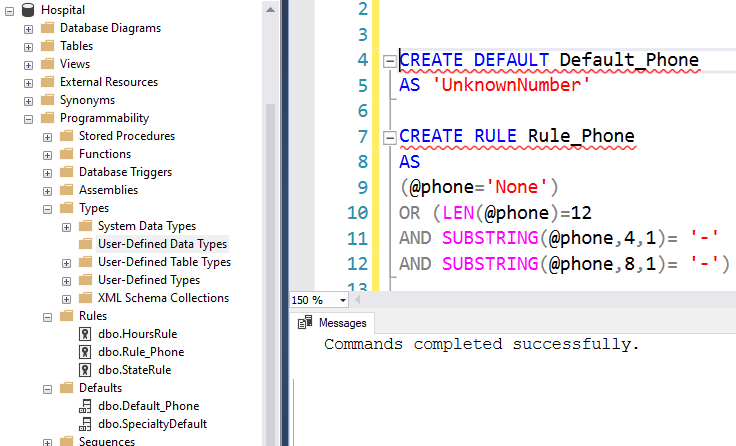 Hospital
Database Diagrams
Tables
Views
External Resources
Synonyms
Programmability
Stored Procedures
Functions
Database Triggers
Assemblies
Types
System Data Types
User-Defined Data Types
User-Defined Table Types
User-Defined Types
XML Schema Collections
Rules
dbo.HoursRule
dbo.Rule_Phone
dbo.StateRule
Defaults
dbo.Default_Phone
dbo.SpecialtyDefault
Sequences
2
3
4 CREATE DEFAULT Default_Phone
5 AS 'UnknownNumber'
6
7 CREATE RULE Rule_Phone
8 AS
9 (@phone='None')
10 OR (LEN(@phone)=12
11 AND SUBSTRING(@phone,4,1)= '-'
12 AND SUBSTRING(@phone,8,1)= '-')
13
150 %
Messages
Commands completed successfully.